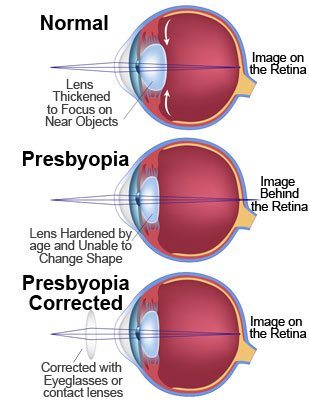 Normal
Image on
the Retina
Lens
Thickened
to Focus on
Near Objects
Presbyopia
Image
Behind
the Retina
Lens Hardened by
age and Unable to
Change Shape
Presbyopia
Corrected
Image on
the Retina
Corrected with
Eyeglasses or
contact lenses